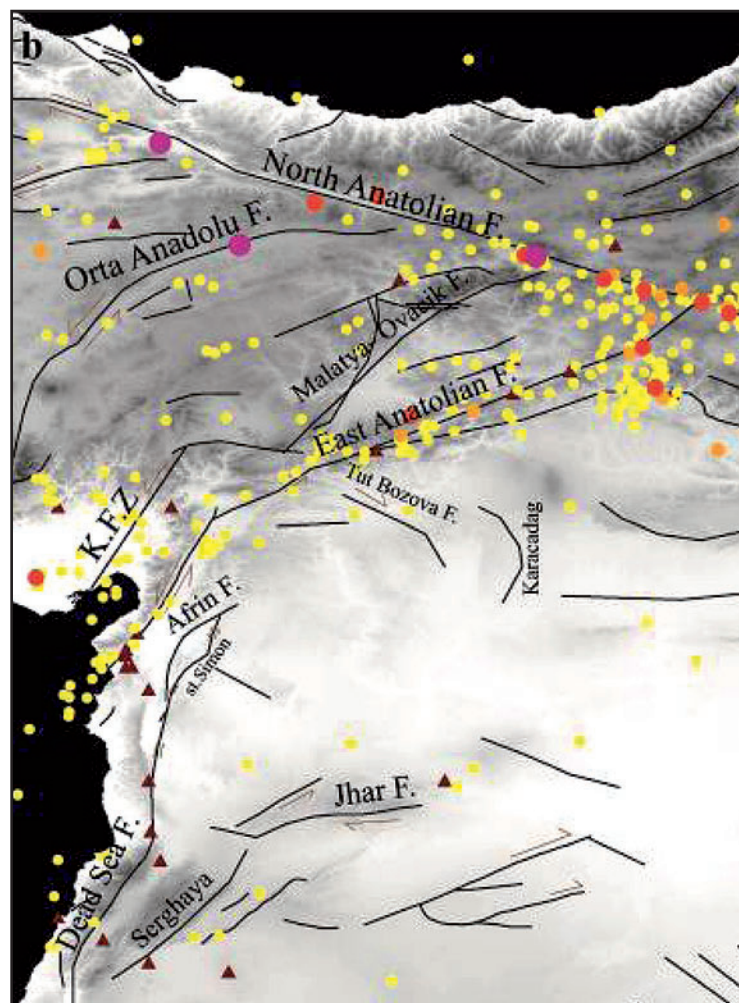 b
North Anatolian F.
Orta Anadolu F.
Malatya- Ovacik F.
East Anatolian F.
Tut Bozova F.
K.F.Z
Karacadag
Afrin F.
st.Simon
Jhar F.
Dead Sea F.
Serghaya